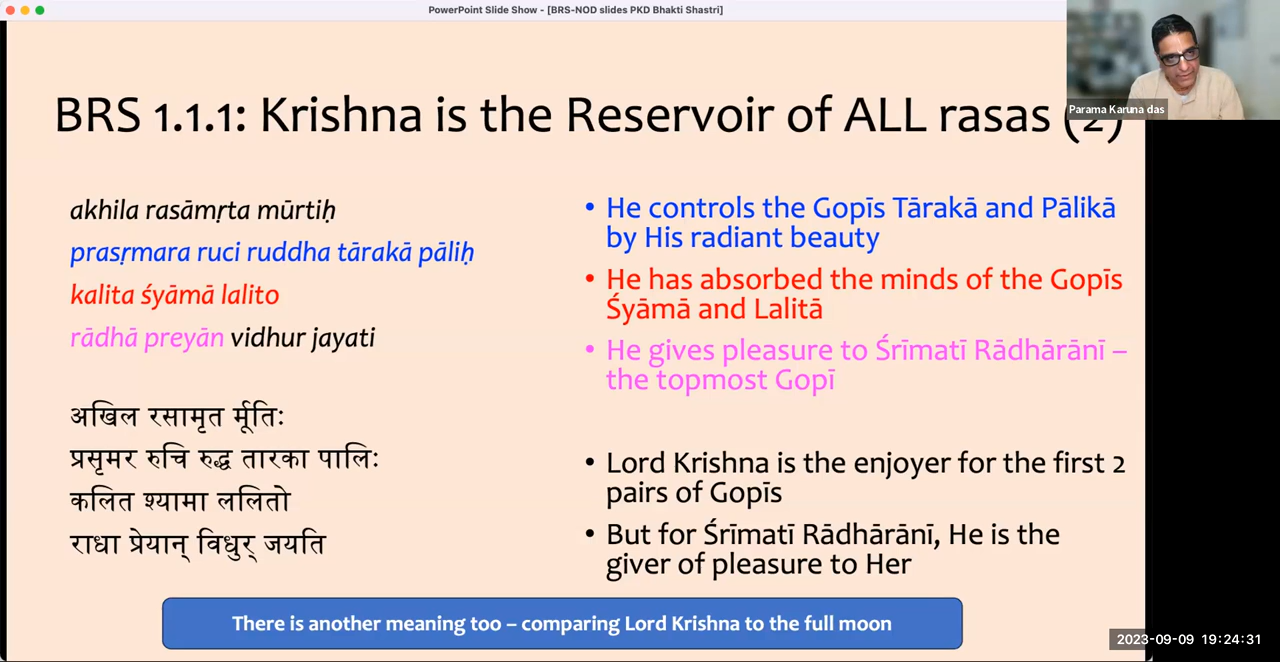 PowerPoint Slide Show - [BRS-NOD slides PKD Bhakti Shastri]
Parama Karuna das
BRS 1.1.1: Krishna is the Reservoir of ALL rasas (2)
akhila rasāmṛta mūrtiḥ
prasṛmara ruci ruddha tārakā pāliḥ
kalita śyāmā lalito
rādhā preyān vidhur jayati
अखिल रसामृत र्मूतिः
प्रसृमर रुचि रुद्ध तारका पालिः
कलित श्यामा ललितो
राधा प्रेयान् विधुर् जयति
• He controls the Gopīs Tārakā and Pālikā
by His radiant beauty
• He has absorbed the minds of the Gopīs
Śyāmā and Lalitā
• He gives pleasure to Śrīmatī Rādhārānī –
the topmost Gopī
• Lord Krishna is the enjoyer for the first 2
pairs of Gopīs
• But for Śrīmatī Rādhārānī, He is the
giver of pleasure to Her
There is another meaning too – comparing Lord Krishna to the full moon
2023-09-09 19:24:31